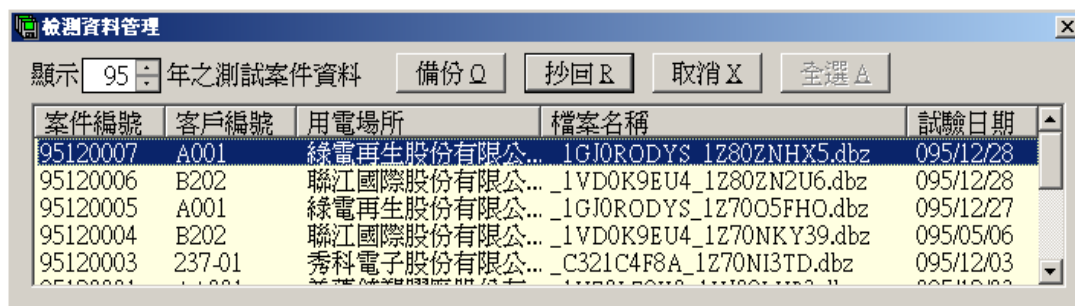 檢測資料管理
顯示 95 年之測試案件資料 備份 O 抄回 R 取消 X 全選 A
案件編號 客戶編號 用電場所 檔案名稱 試驗日期
95120007 A001 綠電再生股份有限公... _1GJ0RODYS_1Z80ZNHX5.dbz 095/12/28
95120006 B202 聯江國際股份有限公... _1VD0K9EU4_1Z80ZN2U6.dbz 095/12/28
95120005 A001 綠電再生股份有限公... _1GJ0RODYS_1Z70O5FHO.dbz 095/12/27
95120004 B202 聯江國際股份有限公... _1VD0K9EU4_1Z70NKY39.dbz 095/05/06
95120003 237-01 秀科電子股份有限公... _C321C4F8A_1Z70NI3TD.dbz 095/12/03